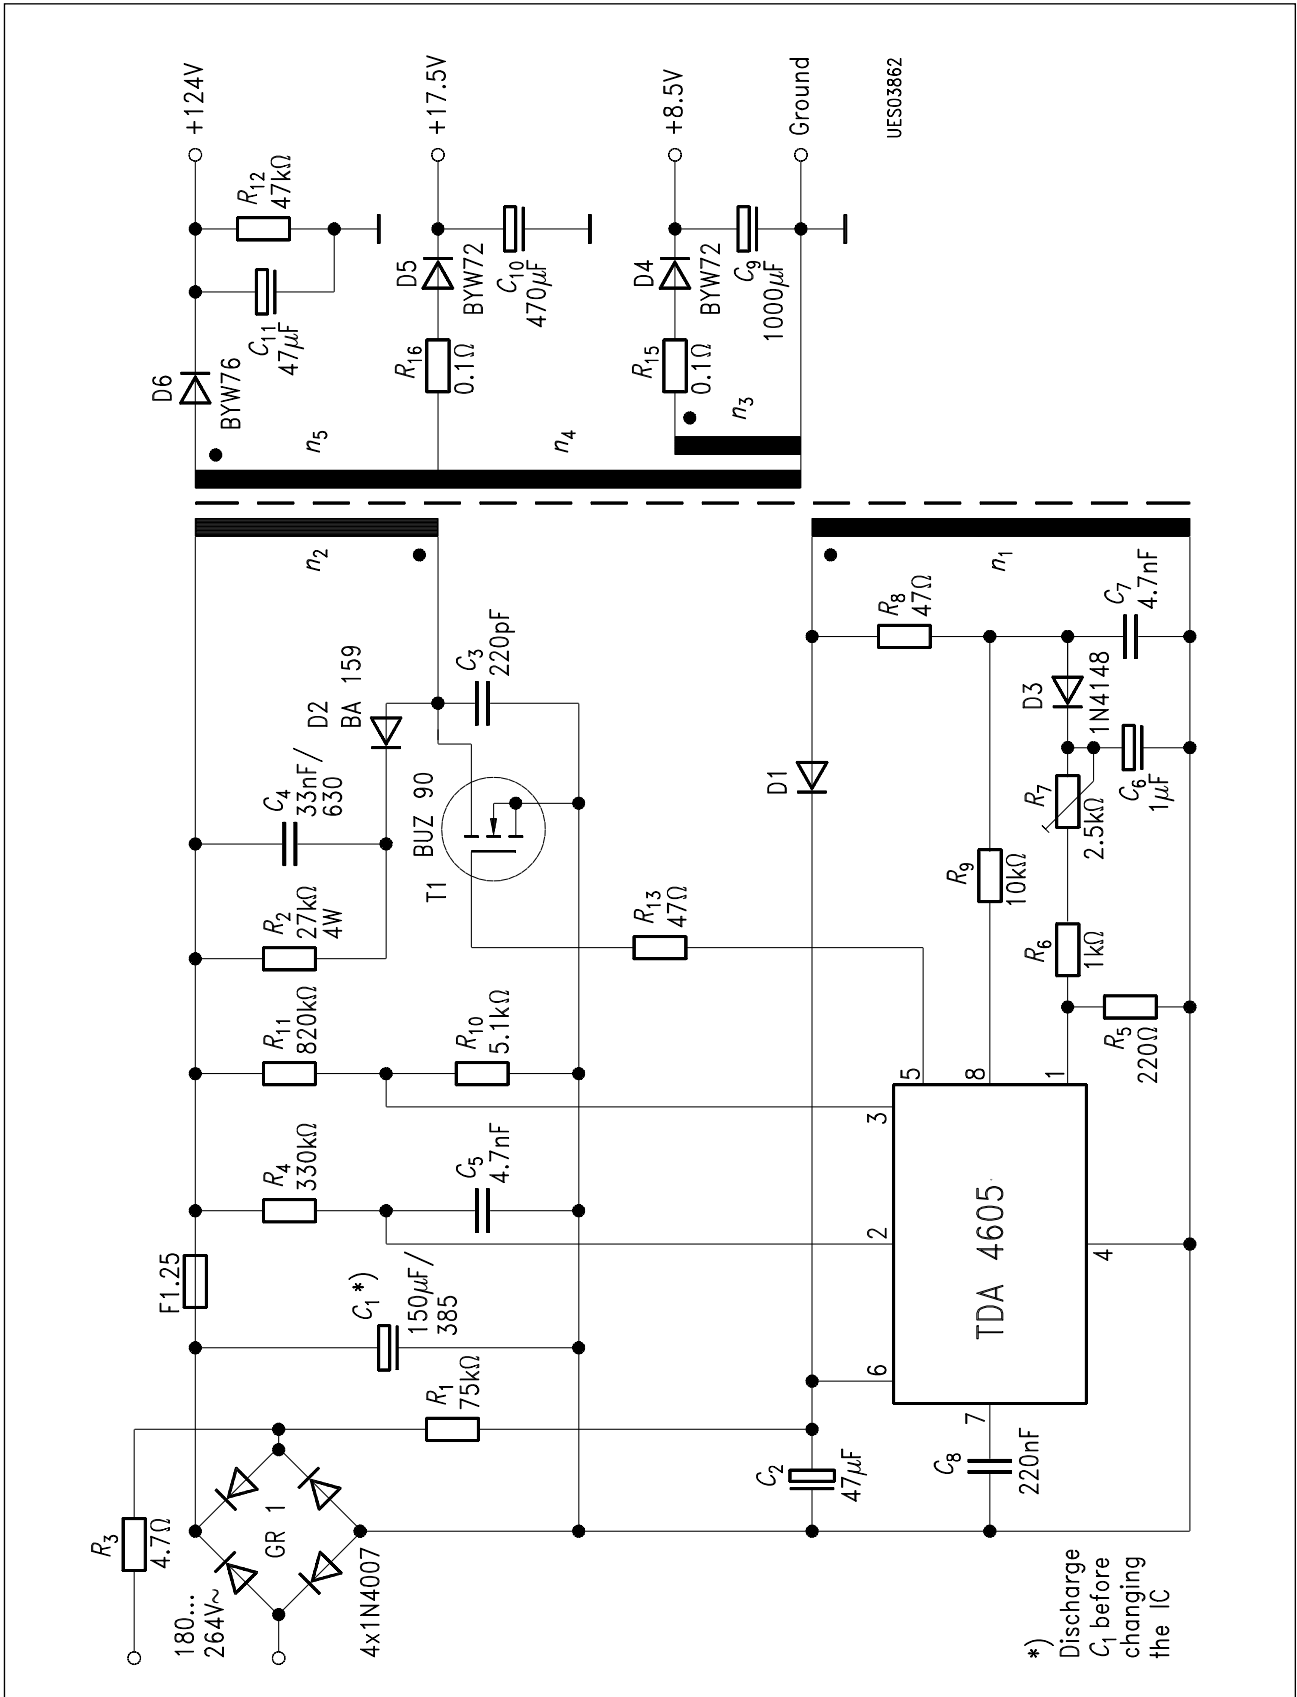 R3
4.7Ω
180...
264V~
GR 1
4x1N4007
F1.25
C1 *)
150µF/
385
R1
75kΩ
R4
330kΩ
C5
4.7nF
R11
820kΩ
R10
5.1kΩ
R2
27kΩ
4W
C4
33nF/
630
D2
BA 159
T1
BUZ 90
C3
220pF
R13
47Ω
n2
D6
BYW76
n5
C11
47µF
R12
47kΩ
+124V
R16
0.1Ω
D5
BYW72
C10
470µF
+17.5V
n4
n3
R15
0.1Ω
D4
BYW72
C9
1000µF
+8.5V
Ground
UES03862
C2
47µF
D1
R8
47Ω
n1
C8
220nF
7
6
2
3
5
8
1
4
TDA 4605
R9
10kΩ
R5
220Ω
R6
1kΩ
R7
2.5kΩ
D3
1N4148
C6
1µF
C7
4.7nF
*)
Discharge
C1 before
changing
the IC